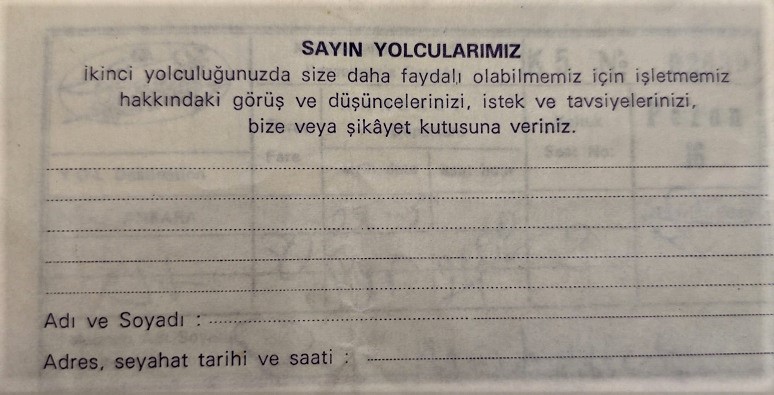 SAYIN YOLCULARIMIZ
İkinci yolculuğunuzda size daha faydalı olabilmemiz için işletmemiz
hakkındaki görüş ve düşüncelerinizi, istek ve tavsiyelerinizi,
bize veya şikâyet kutusuna veriniz.
Adı ve Soyadı :
Adres, seyahat tarihi ve saati :